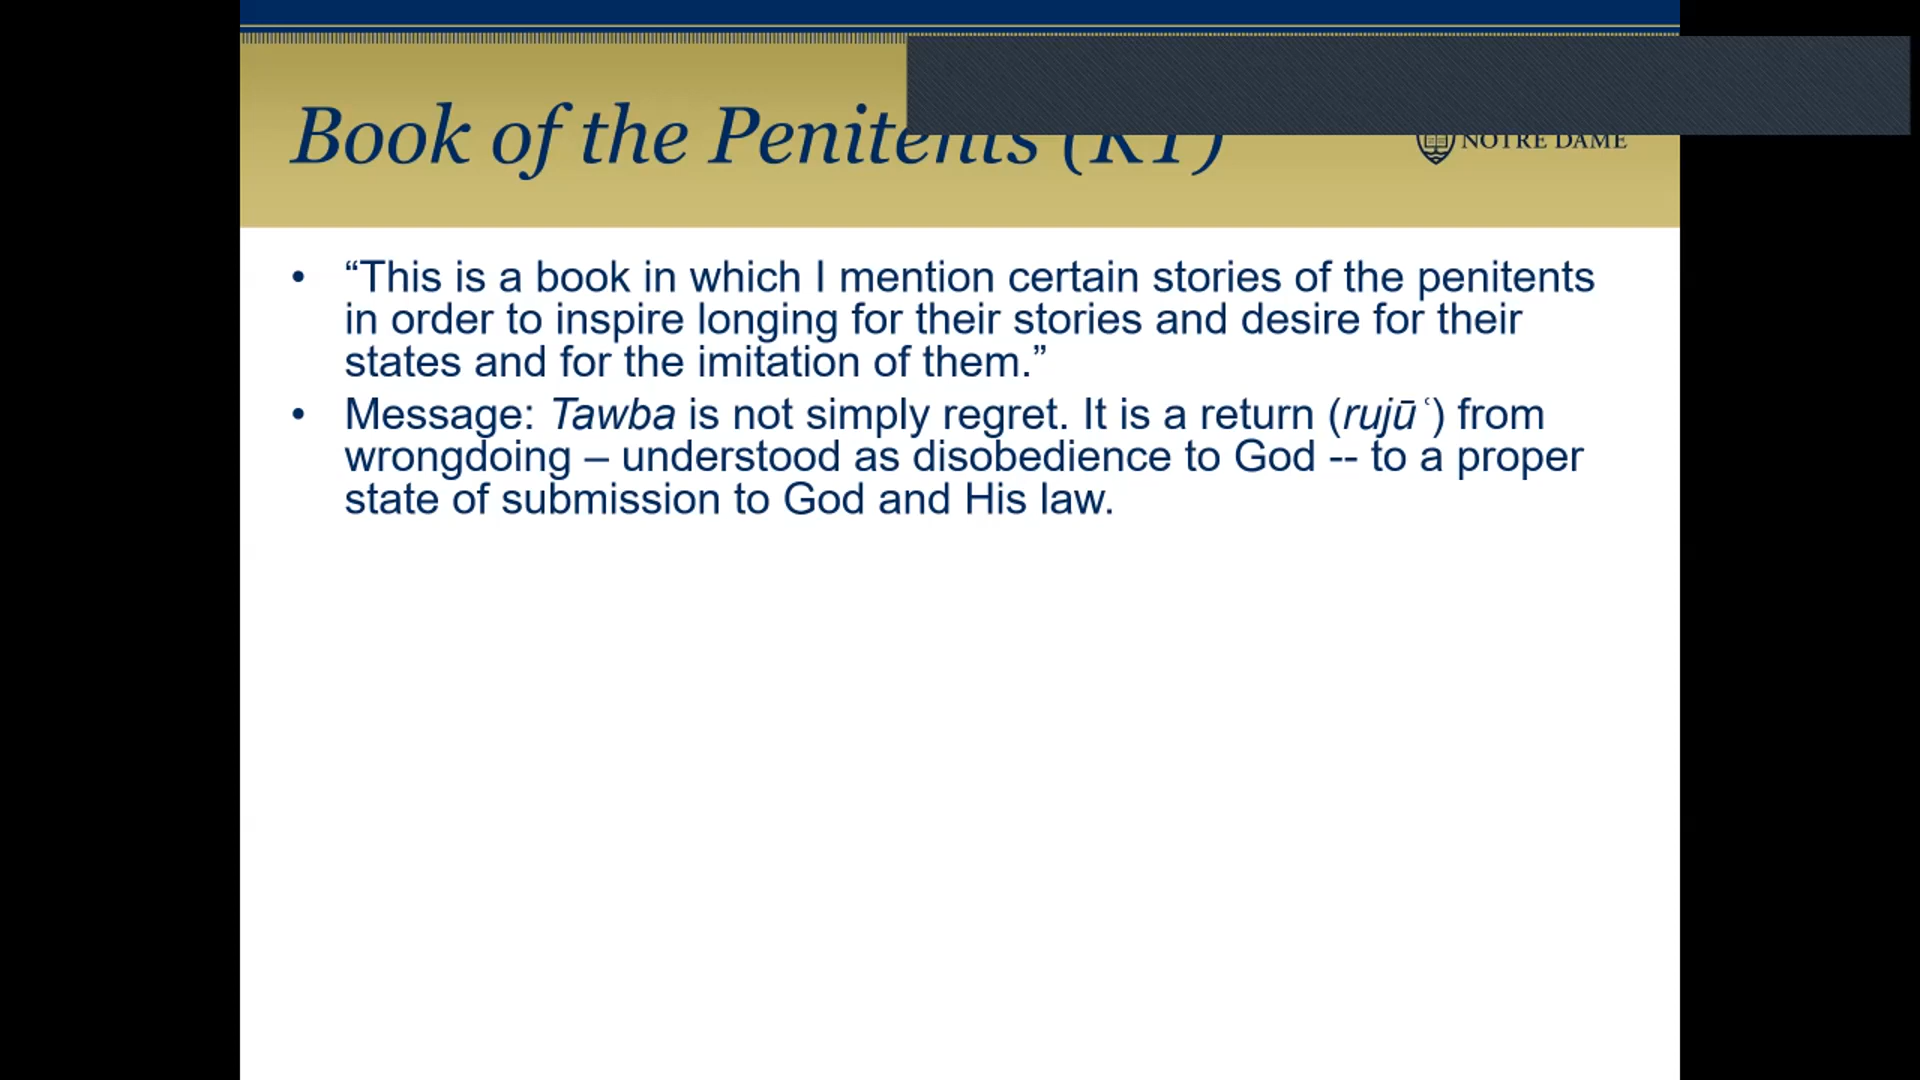 Book of the Penitents (KT)
NOTRE DAME
• “This is a book in which I mention certain stories of the penitents
in order to inspire longing for their stories and desire for their
states and for the imitation of them.”
• Message: Tawba is not simply regret. It is a return (rujūʿ) from
wrongdoing – understood as disobedience to God -- to a proper
state of submission to God and His law.